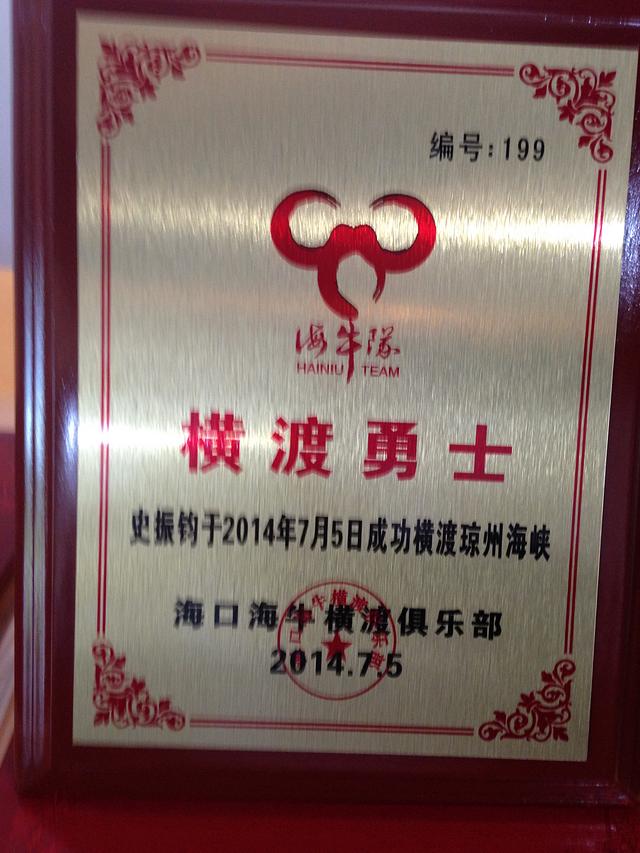 编号:199
海牛队
HAINIU TEAM
横渡勇士
史振钧于2014年7月5日成功横渡琼州海峡
海口海牛横渡俱乐部
2014.7.5